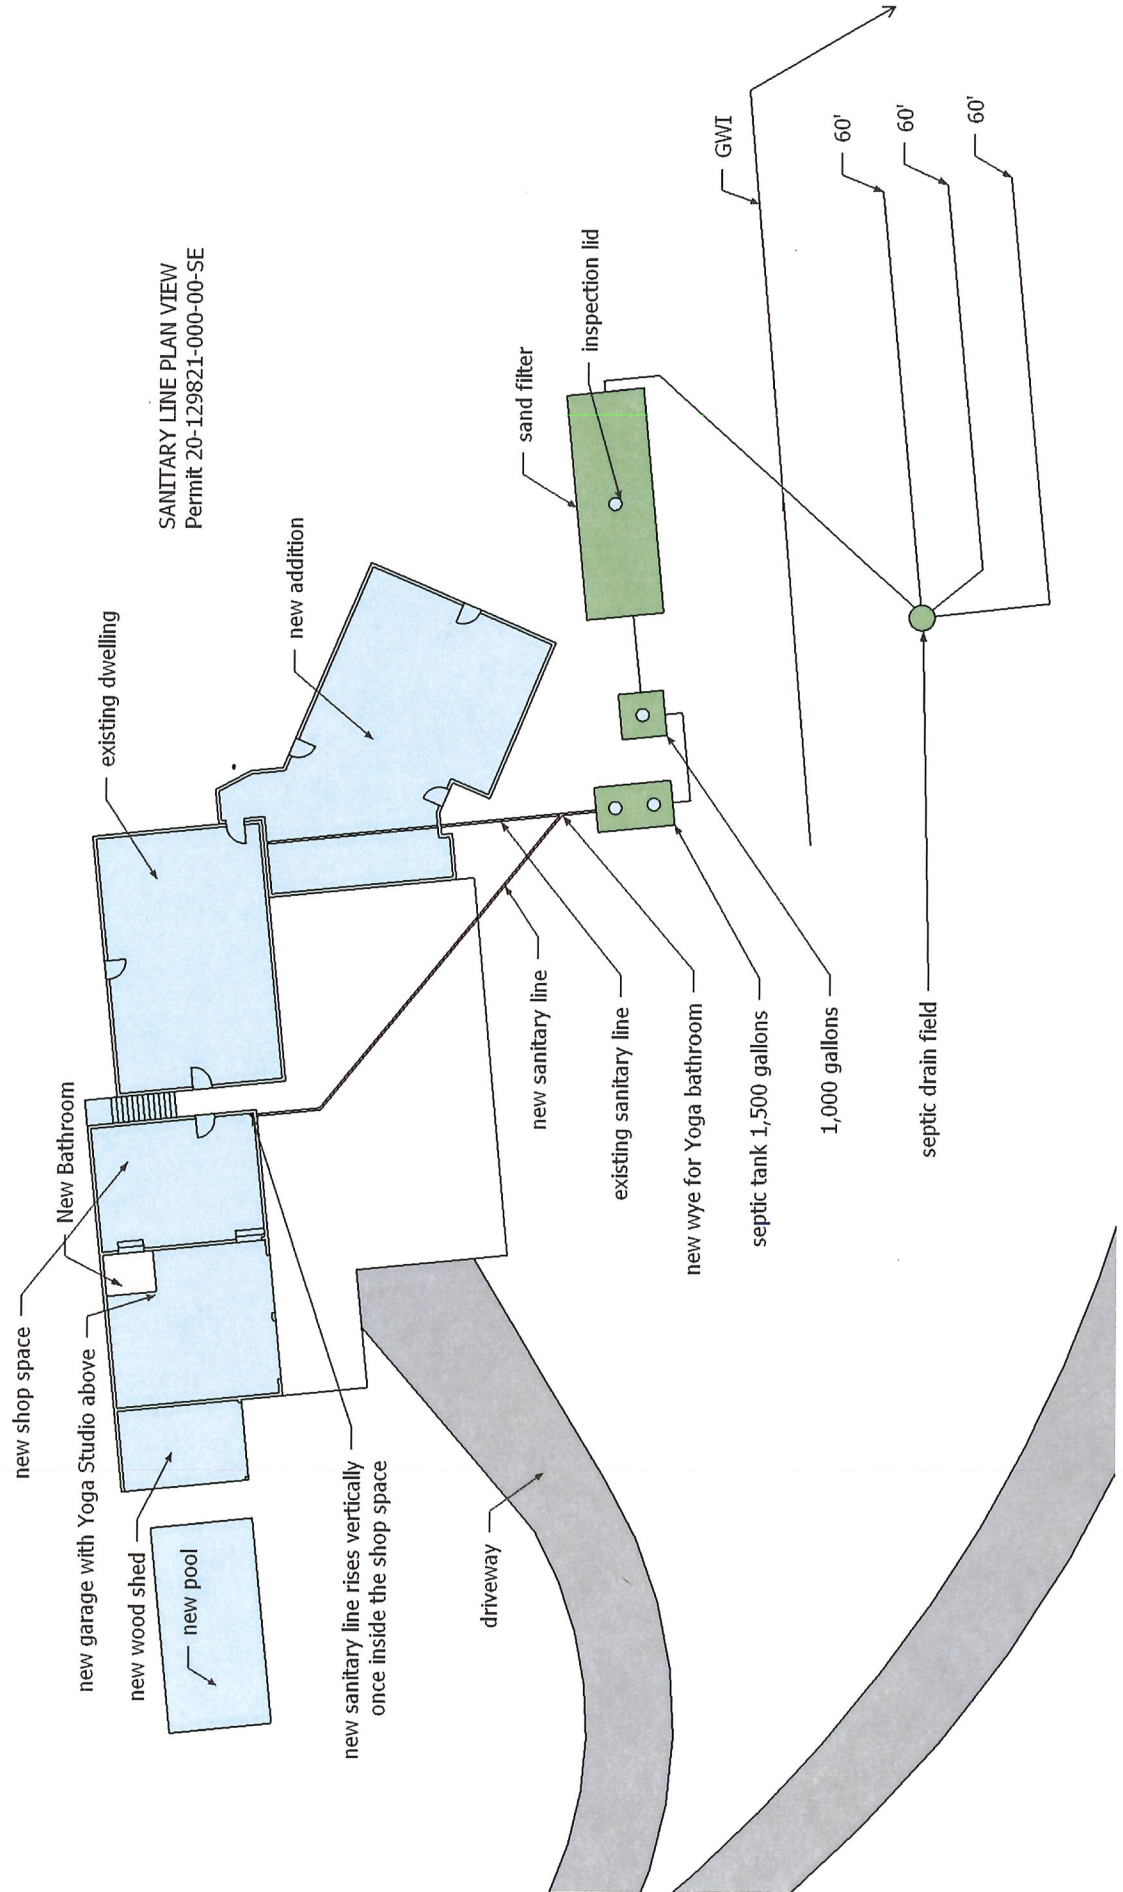 SANITARY LINE PLAN VIEW
Permit 20-129821-000-00-SE
new shop space
New Bathroom
existing dwelling
new addition
new garage with Yoga Studio above
new wood shed
new pool
new sanitary line rises vertically
once inside the shop space
driveway
sand filter
inspection lid
GWI
60'
60'
60'
new sanitary line
existing sanitary line
new wye for Yoga bathroom
septic tank 1,500 gallons
1,000 gallons
septic drain field